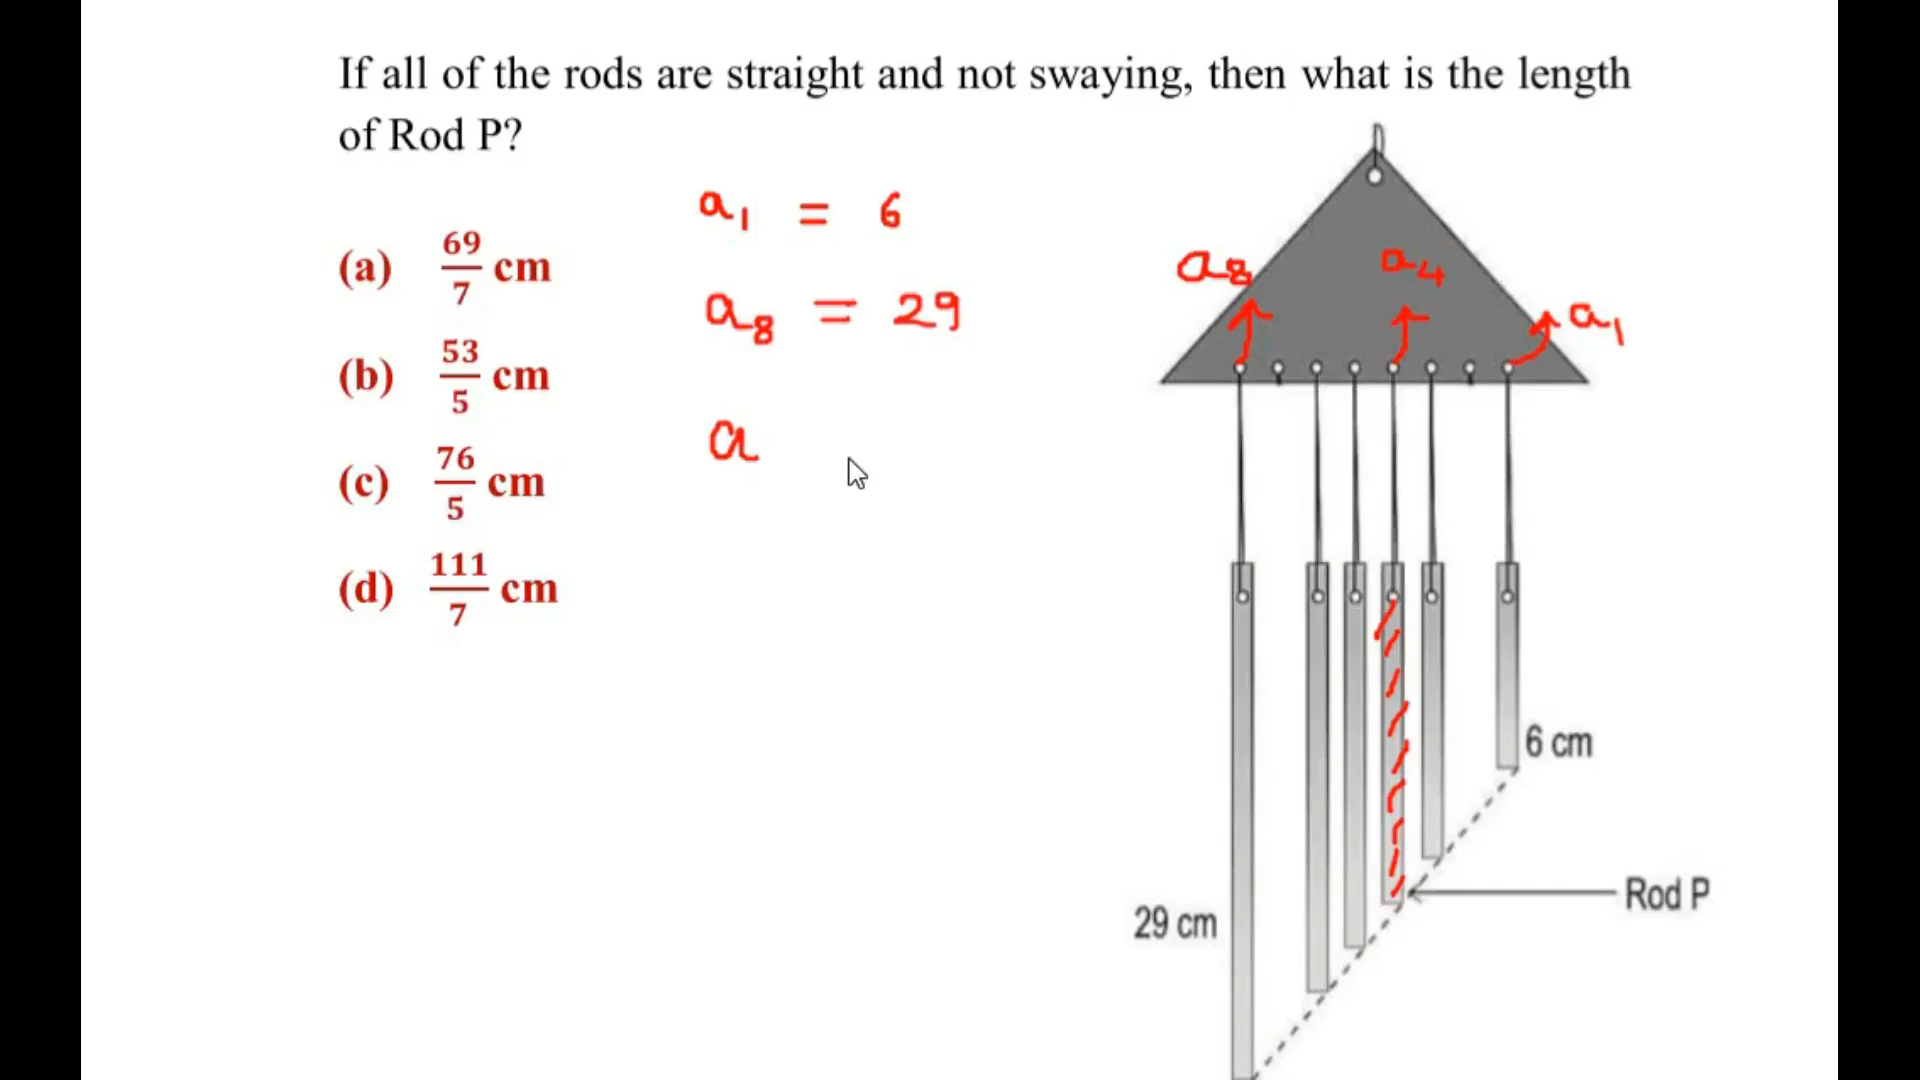 If all of the rods are straight and not swaying, then what is the length
of Rod P?
(a) 69/7 cm
(b) 53/5 cm
(c) 76/5 cm
(d) 111/7 cm
a₁ = 6
a₈ = 29
a
a₈
a₄
a₁
6 cm
Rod P
29 cm